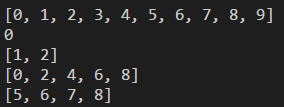 [0, 1, 2, 3, 4, 5, 6, 7, 8, 9]
0
[1, 2]
[0, 2, 4, 6, 8]
[5, 6, 7, 8]